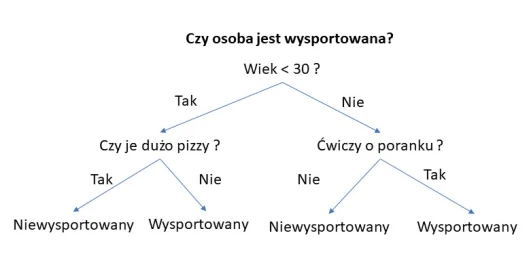 Czy osoba jest wysportowana?
Wiek < 30 ?
Tak
Nie
Czy je dużo pizzy ?
Ćwiczy o poranku ?
Tak
Nie
Nie
Tak
Niewysportowany
Wysportowany
Niewysportowany
Wysportowany